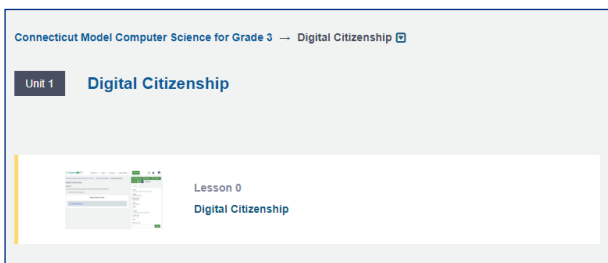 Connecticut Model Computer Science for Grade 3 → Digital Citizenship
Unit 1 Digital Citizenship
Lesson 0
Digital Citizenship